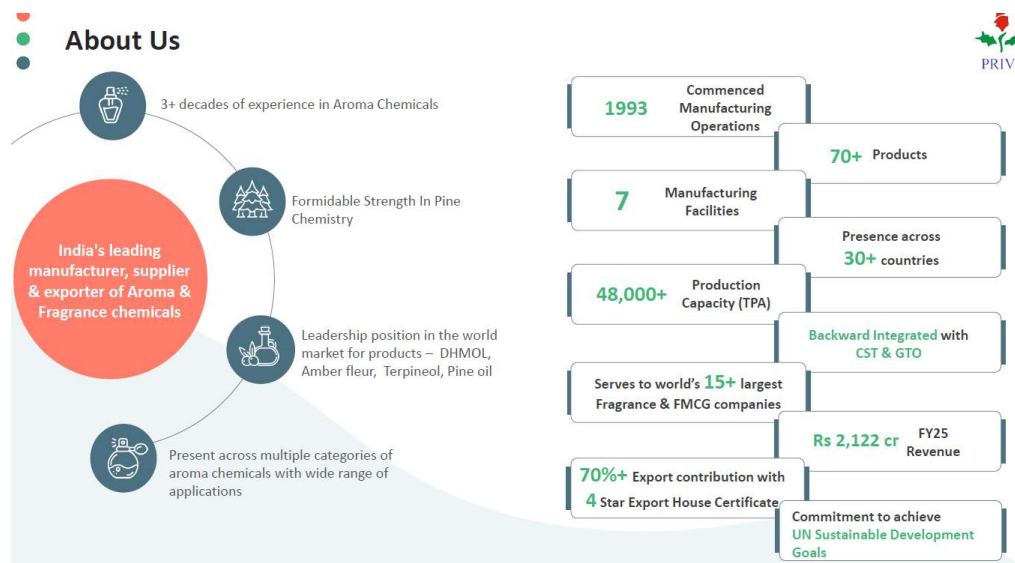 About Us
PRIV
3+ decades of experience in Aroma Chemicals
Formidable Strength In Pine
Chemistry
India's leading
manufacturer, supplier
& exporter of Aroma &
Fragrance chemicals
Leadership position in the world
market for products – DHMOL,
Amber fleur, Terpineol, Pine oil
Present across multiple categories of
aroma chemicals with wide range of
applications
1993 Commenced
Manufacturing
Operations
70+ Products
7 Manufacturing
Facilities
Presence across
30+ countries
48,000+ Production
Capacity (TPA)
Backward Integrated with
CST & GTO
Serves to world's 15+ largest
Fragrance & FMCG companies
Rs 2,122 cr FY25
Revenue
70%+ Export contribution with
4 Star Export House Certificate
Commitment to achieve
UN Sustainable Development
Goals